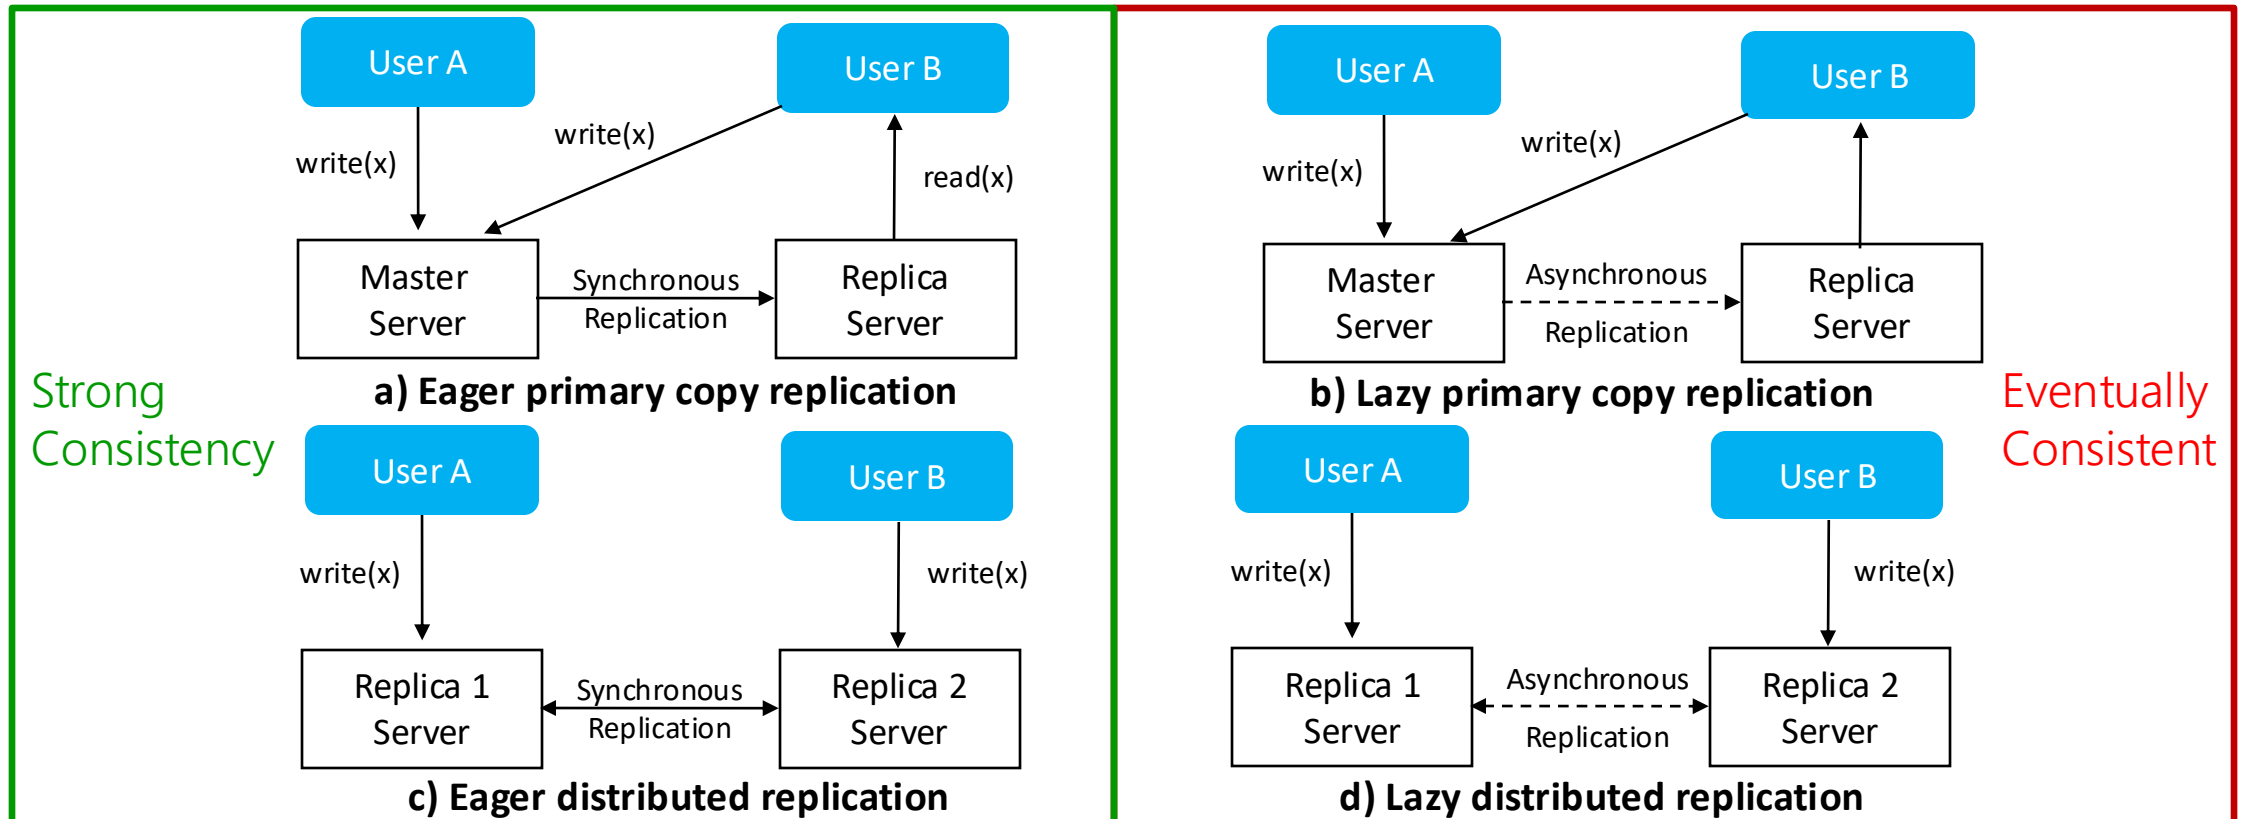 User A
User B
write(x)
write(x)
read(x)
Master
Server
Synchronous
Replication
Replica
Server
a) Eager primary copy replication
Strong
Consistency
User A
User B
write(x)
write(x)
Replica 1
Server
Synchronous
Replication
Replica 2
Server
c) Eager distributed replication
User A
User B
write(x)
write(x)
Master
Server
Asynchronous
Replication
Replica
Server
b) Lazy primary copy replication
Eventually
Consistent
User A
User B
write(x)
write(x)
Replica 1
Server
Asynchronous
Replication
Replica 2
Server
d) Lazy distributed replication